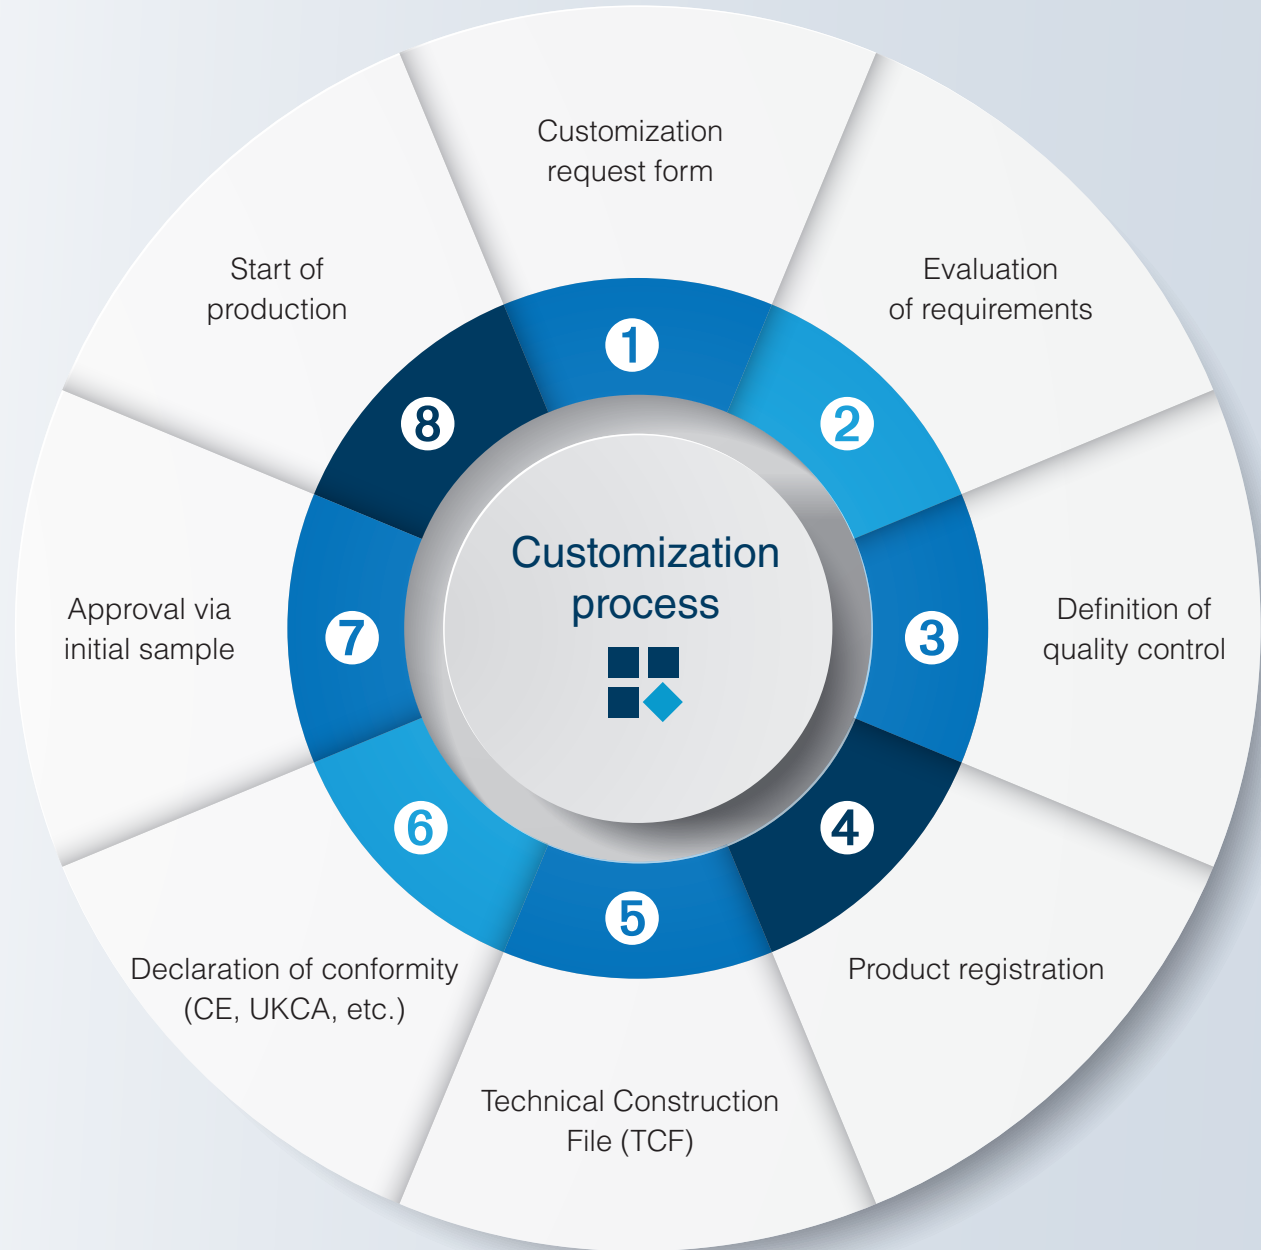 Customization
process
1
Customization
request form
2
Evaluation
of requirements
3
Definition of
quality control
4
Product registration
5
Technical Construction
File (TCF)
6
Declaration of conformity
(CE, UKCA, etc.)
7
Approval via
initial sample
8
Start of
production